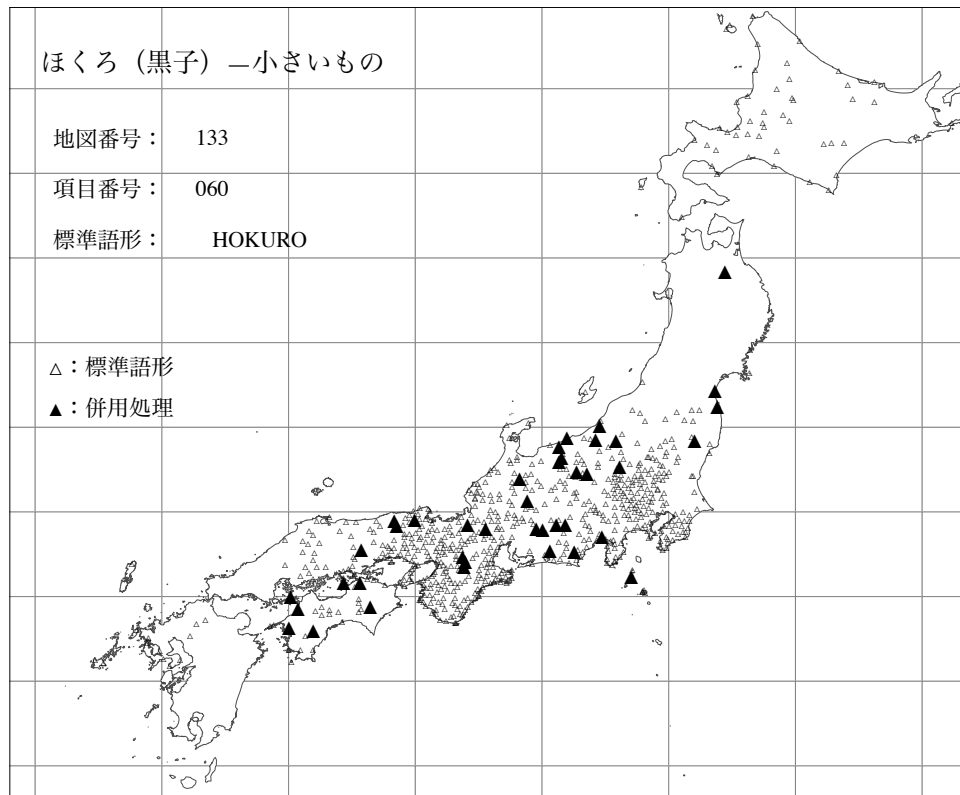 ほくろ（黒子）―小さいもの
地図番号： 133
項目番号： 060
標準語形： HOKURO
△：標準語形
▲：併用処理